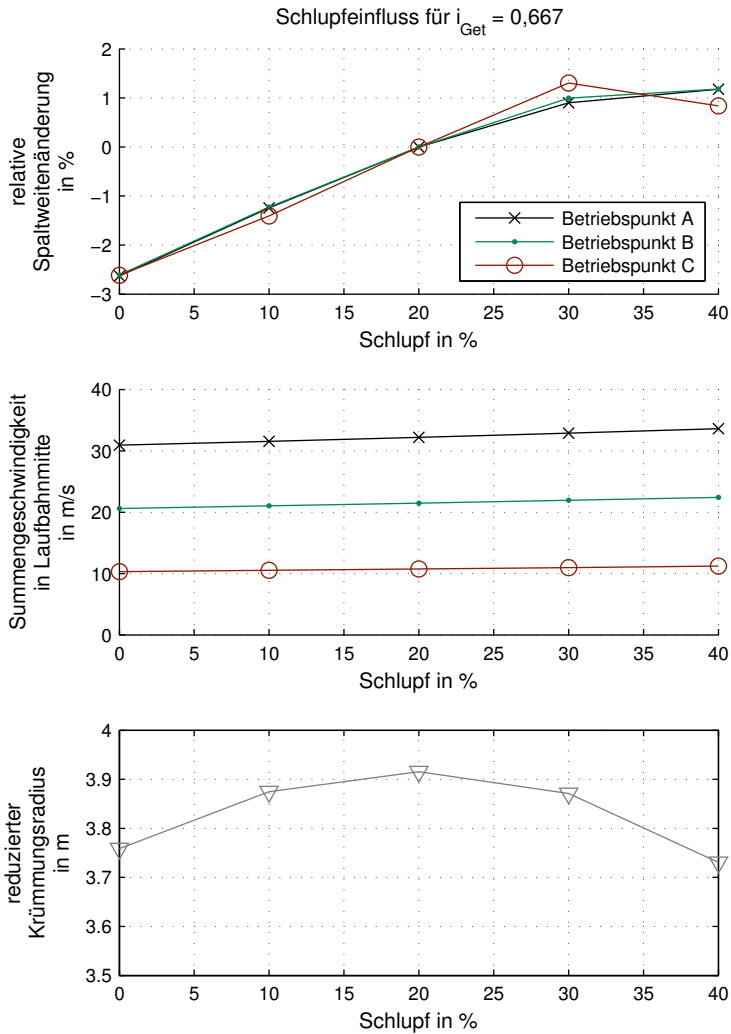 Schlupfeinfluss für i_Get = 0,667
relative
Spaltweitenänderung
in %
2
1
0
−1
−2
−3
Betriebspunkt A
Betriebspunkt B
Betriebspunkt C
0 5 10 15 20 25 30 35 40
Schlupf in %
Summengeschwindigkeit
in Laufbahnmitte
in m/s
40
30
20
10
0
0 5 10 15 20 25 30 35 40
Schlupf in %
reduzierter
Krümmungsradius
in m
4
3.9
3.8
3.7
3.6
3.5
0 5 10 15 20 25 30 35 40
Schlupf in %